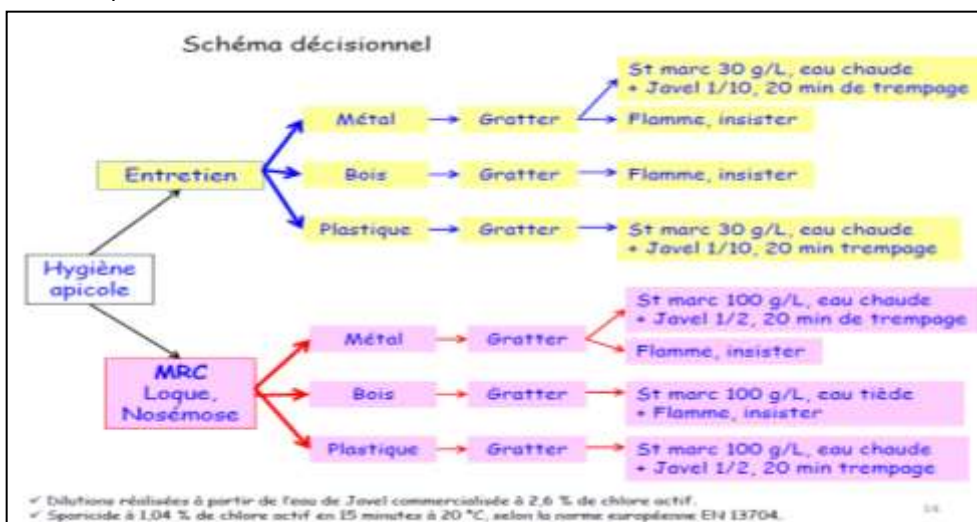 Schéma décisionnel
St marc 30 g/L, eau chaude
+ Javel 1/10, 20 min de trempage
Métal
Gratter
Flamme, insister
Entretien
Bois
Gratter
Flamme, insister
Plastique
Gratter
St marc 30 g/L, eau chaude
+ Javel 1/10, 20 min trempage
Hygiène
apicole
St marc 100 g/L, eau chaude
+ Javel 1/2, 20 min de trempage
Métal
Gratter
Flamme, insister
MRC
Loque,
Nosémose
Bois
Gratter
St marc 100 g/L, eau tiède
+ Flamme, insister
Plastique
Gratter
St marc 100 g/L, eau chaude
+ Javel 1/2, 20 min trempage
✓ Dilutions réalisées à partir de l'eau de Javel commercialisée à 2,6 % de chlore actif.
✓ Sporicide à 1,04 % de chlore actif en 15 minutes à 20 °C, selon la norme européenne EN 13704.